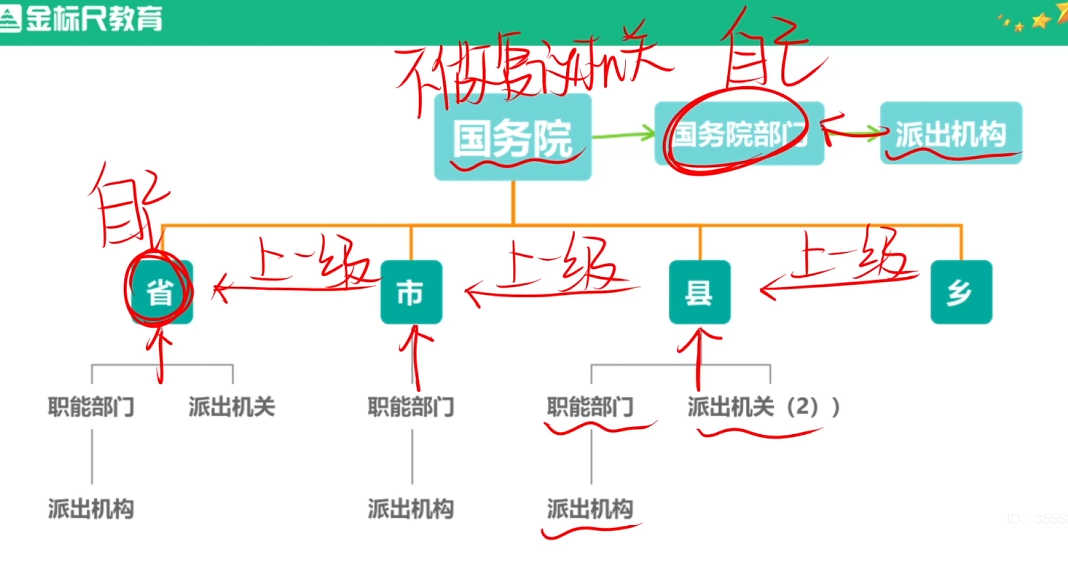 金标尺教育
不做复议机关 自己
国务院 国务院部门 派出机构
自己
上一级 上一级 上一级
省 市 县 乡
职能部门 派出机关 职能部门 职能部门 派出机关（2））
派出机构 派出机构 派出机构
ID：3555